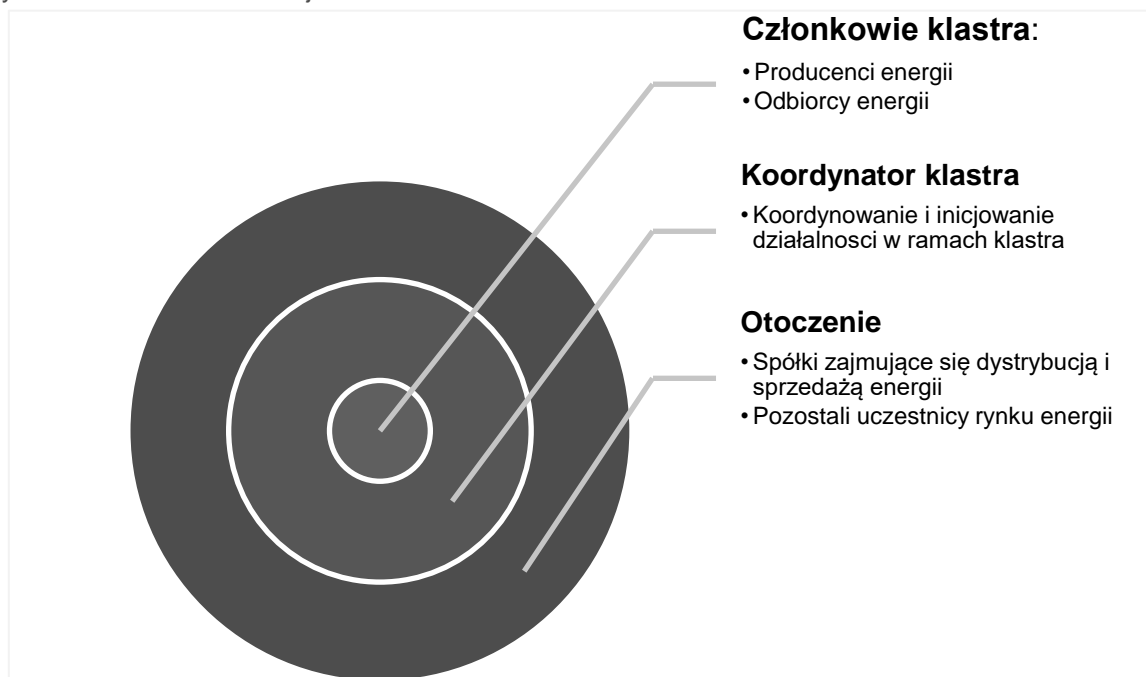 Członkowie klastra:
• Producenci energii
• Odbiorcy energii
Koordynator klastra
• Koordynowanie i inicjowanie
działalnosci w ramach klastra
Otoczenie
• Spółki zajmujące się dystrybucją i
sprzedażą energii
• Pozostali uczestnicy rynku energii